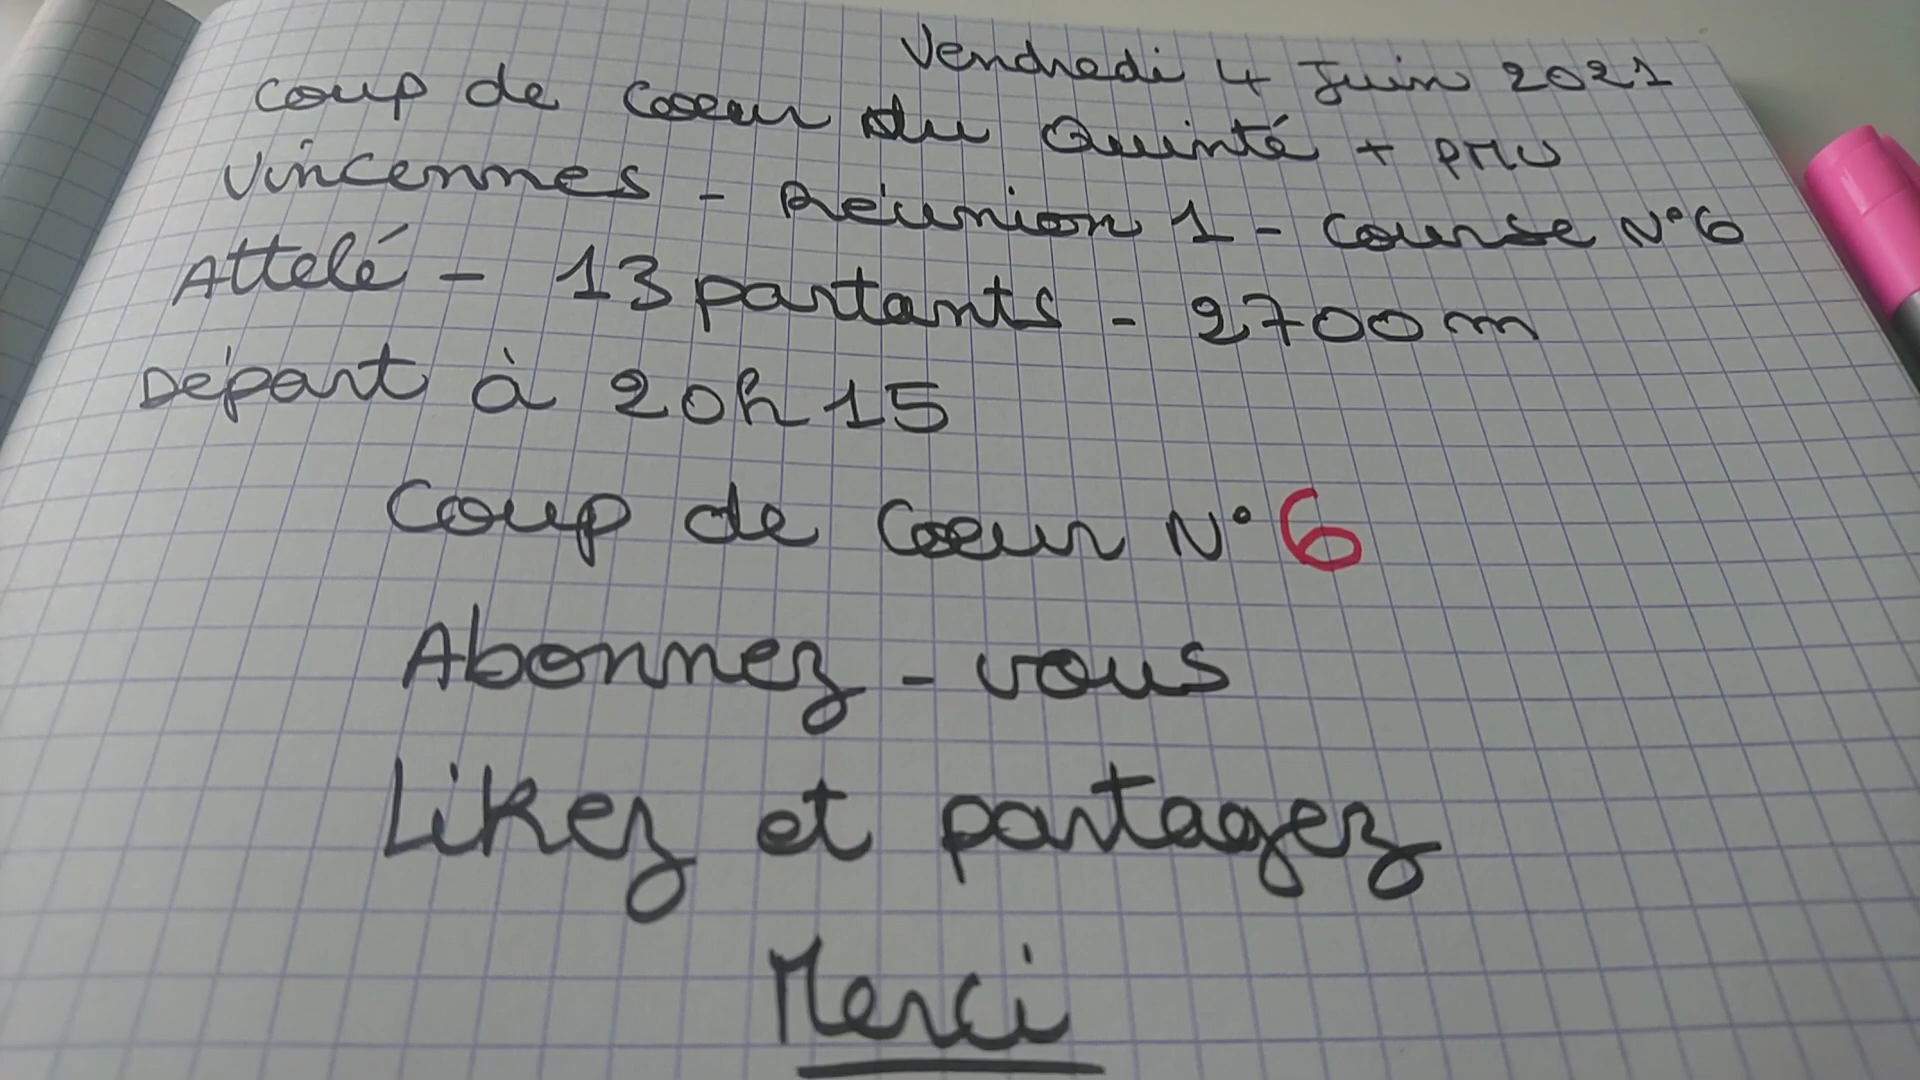 Vendredi 4 Juin 2021
Coup de Coeur du Quinté + PMU
Vincennes - Réunion 1 - Course N°6
Attelé - 13 partants - 2700m
Départ à 20h15
Coup de Coeur N°6
Abonnez-vous
Likez et partagez
Merci